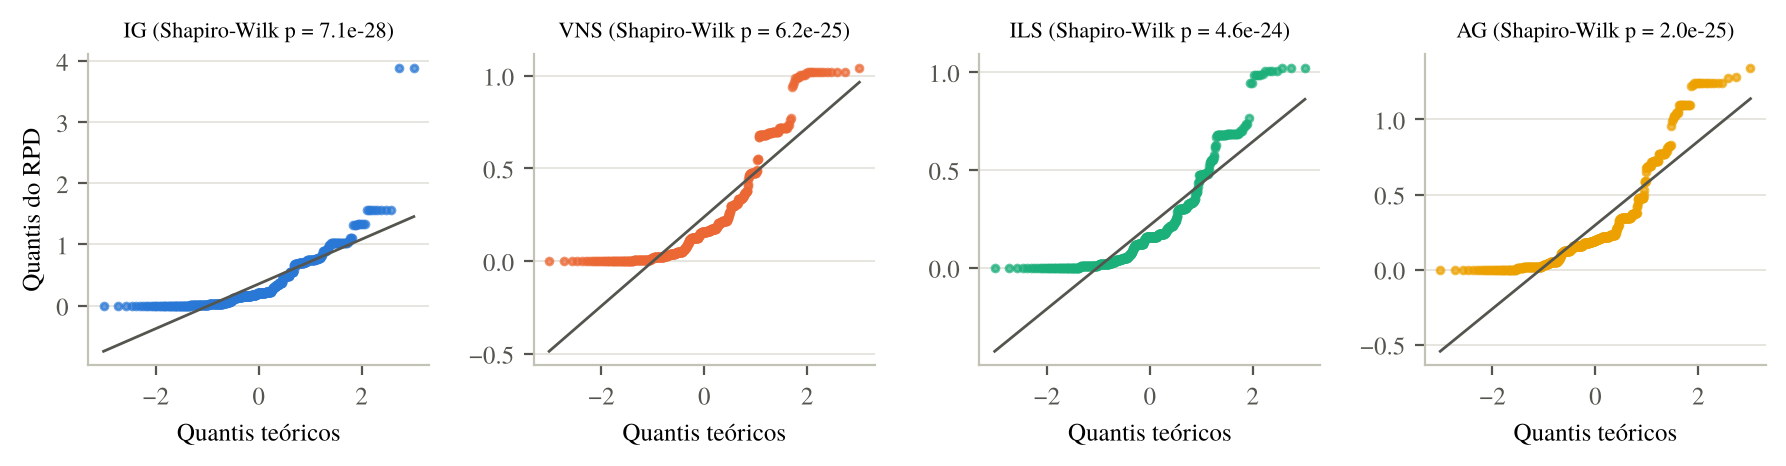 IG (Shapiro-Wilk p = 7.1e-28)
VNS (Shapiro-Wilk p = 6.2e-25)
ILS (Shapiro-Wilk p = 4.6e-24)
AG (Shapiro-Wilk p = 2.0e-25)
Quantis do RPD
4
3
2
1
0
−2 0 2
Quantis teóricos
1.0
0.5
0.0
−0.5
−2 0 2
Quantis teóricos
1.0
0.5
0.0
−2 0 2
Quantis teóricos
1.0
0.5
0.0
−0.5
−2 0 2
Quantis teóricos